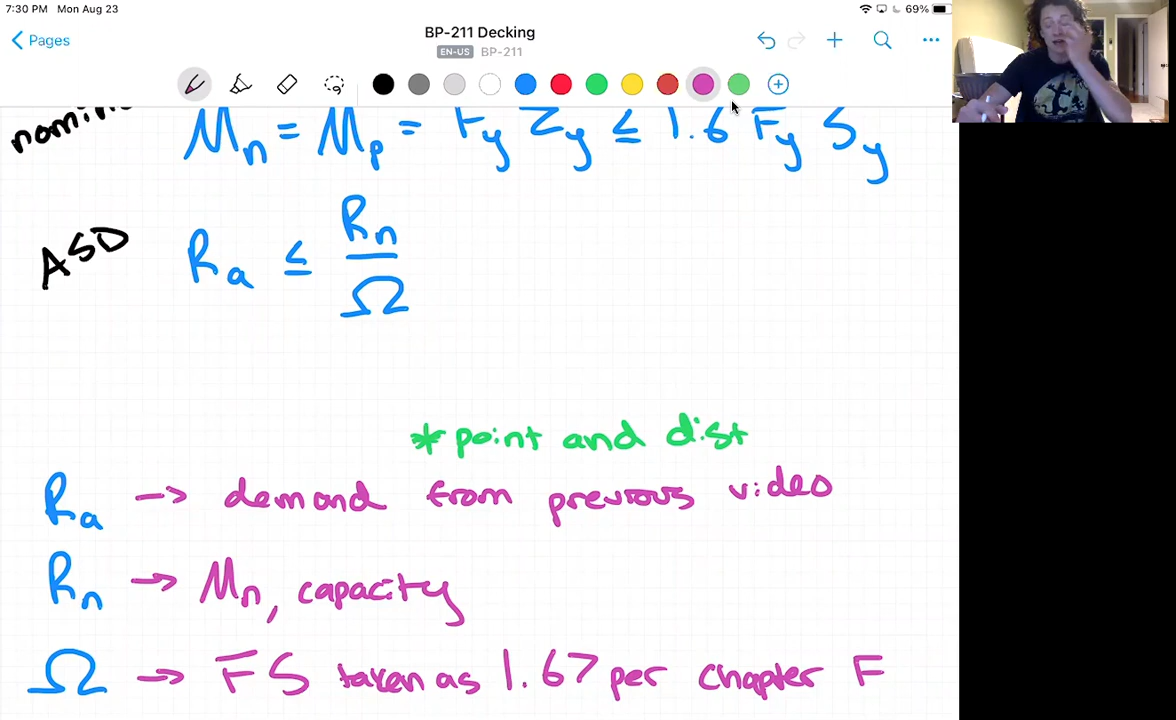 7:30 PM Mon Aug 23
69%
Pages
BP-211 Decking
EN-US BP-211
Mn = Mp = Fy Zy ≤ 1.6 Fy Sy
ASD Ra ≤ Rn / Ω
*point and dist
Ra → demand from previous video
Rn → Mn, capacity
Ω → FS taken as 1.67 per chapter F